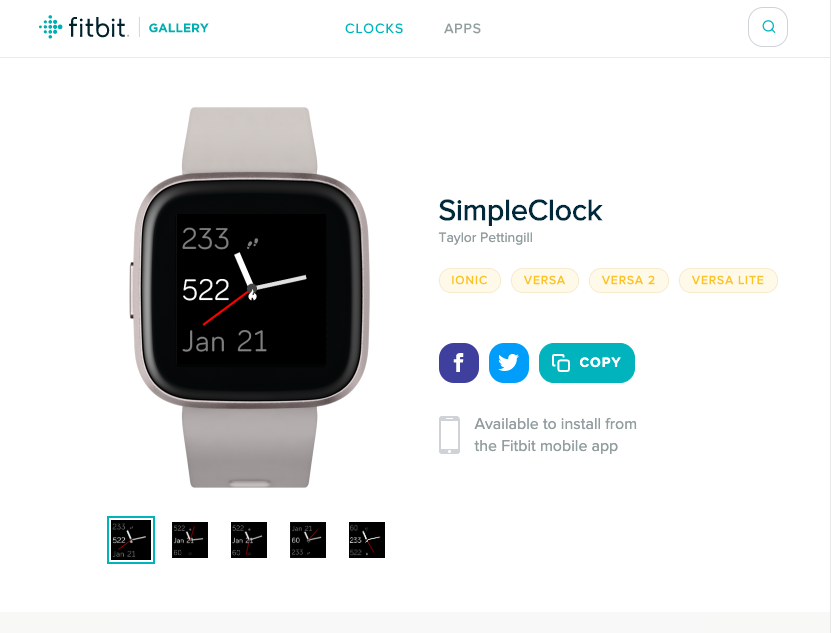 fitbit. GALLERY CLOCKS APPS
233
522
Jan 21
SimpleClock
Taylor Pettingill
IONIC VERSA VERSA 2 VERSA LITE
COPY
Available to install from
the Fitbit mobile app
233 522 Jan 21 60 60
522 Jan 21 Jan 21 60 233
Jan 21 60 60 233 522